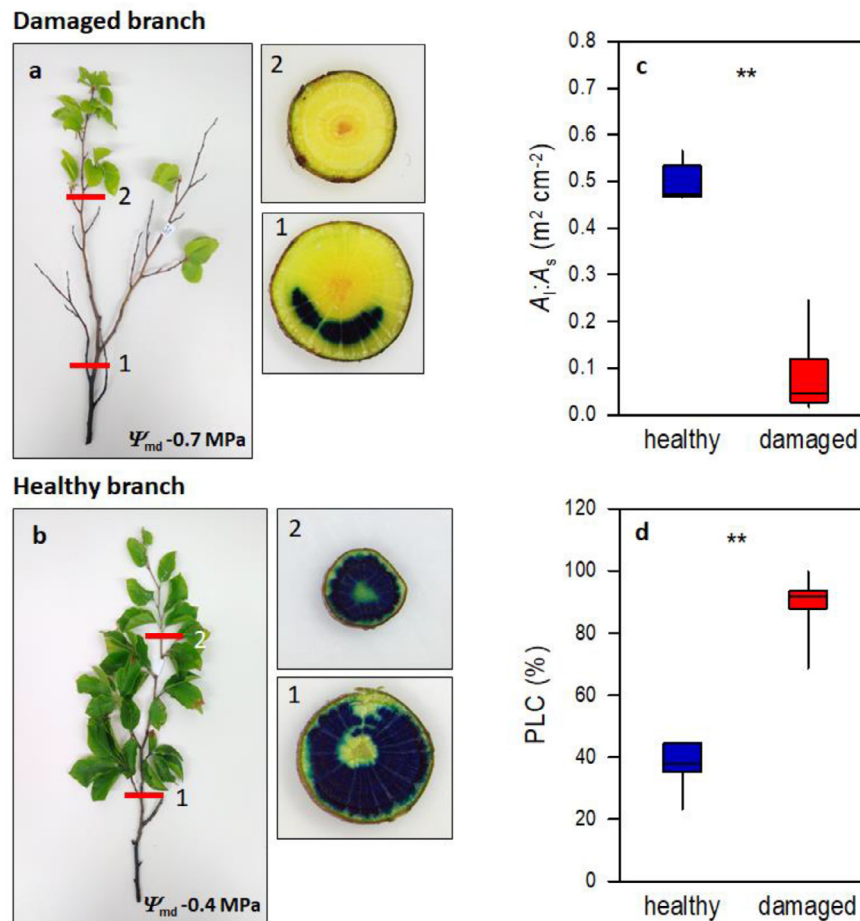 Damaged branch
a
2
1
Ψmd -0.7 MPa
2
1
Healthy branch
b
2
1
Ψmd -0.4 MPa
2
1
c
**
0.8
0.7
0.6
0.5
0.4
0.3
0.2
0.1
0.0
Al:As (m² cm⁻²)
healthy damaged
d
**
120
100
80
60
40
20
0
PLC (%)
healthy damaged